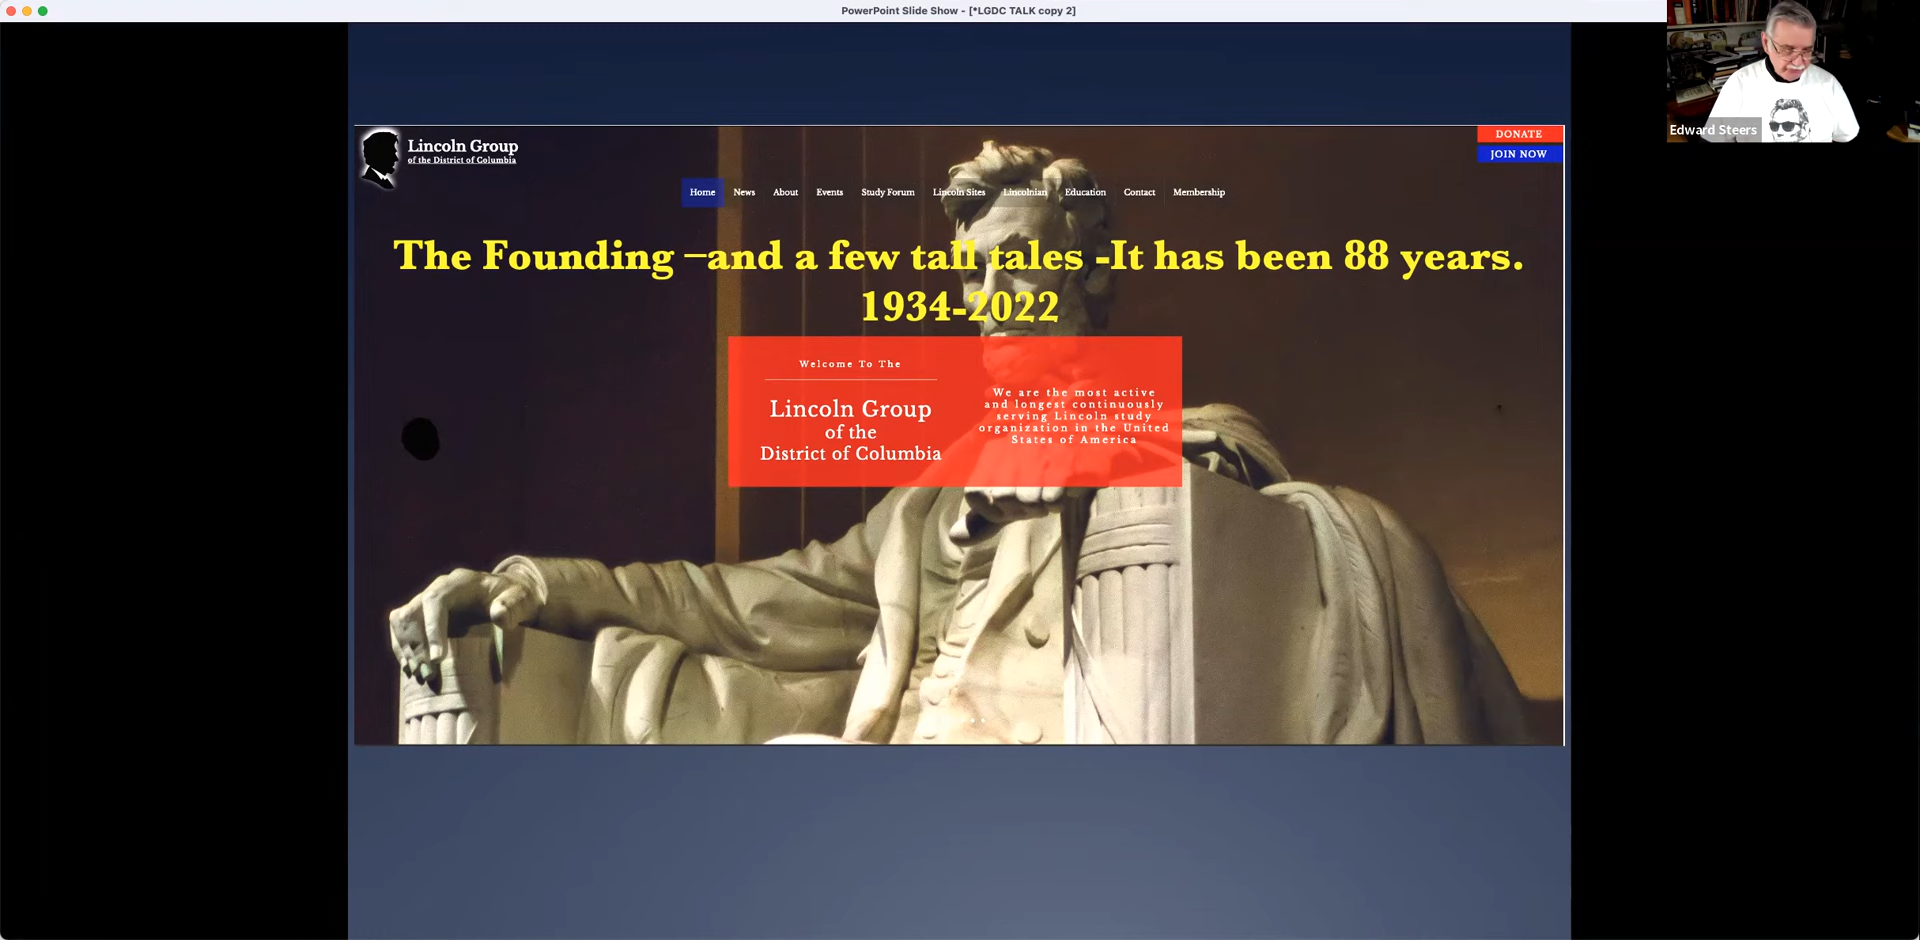 PowerPoint Slide Show - [*LGDC TALK copy 2]
Edward Steers
Lincoln Group
of the District of Columbia
DONATE
JOIN NOW
Home News About Events Study Forum Lincoln Sites Lincolnian Education Contact Membership
The Founding –and a few tall tales -It has been 88 years.
1934-2022
Welcome To The
Lincoln Group
of the
District of Columbia
We are the most active
and longest continuously
serving Lincoln study
organization in the United
States of America